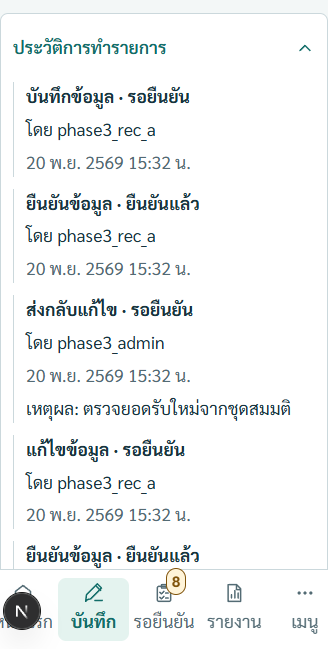 ประวัติการทำรายการ
บันทึกข้อมูล · รอยืนยัน
โดย phase3_rec_a
20 พ.ย. 2569 15:32 น.
ยืนยันข้อมูล · ยืนยันแล้ว
โดย phase3_rec_a
20 พ.ย. 2569 15:32 น.
ส่งกลับแก้ไข · รอยืนยัน
โดย phase3_admin
20 พ.ย. 2569 15:32 น.
เหตุผล: ตรวจยอดรับใหม่จากชุดสมมติ
แก้ไขข้อมูล · รอยืนยัน
โดย phase3_rec_a
20 พ.ย. 2569 15:32 น.
ยืนยันข้อมูล · ยืนยันแล้ว
8
N
บันทึก
รอยืนยัน
รายงาน
เมนู